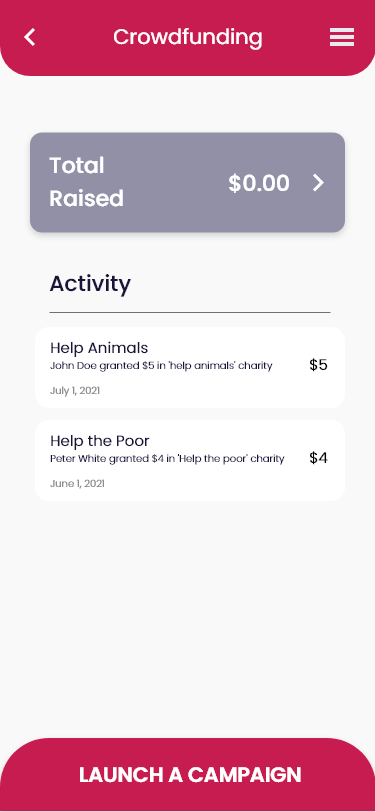 Crowdfunding
Total
Raised
$0.00
Activity
Help Animals
John Doe granted $5 in 'help animals' charity
$5
July 1, 2021
Help the Poor
Peter White granted $4 in 'Help the poor' charity
$4
June 1, 2021
LAUNCH A CAMPAIGN